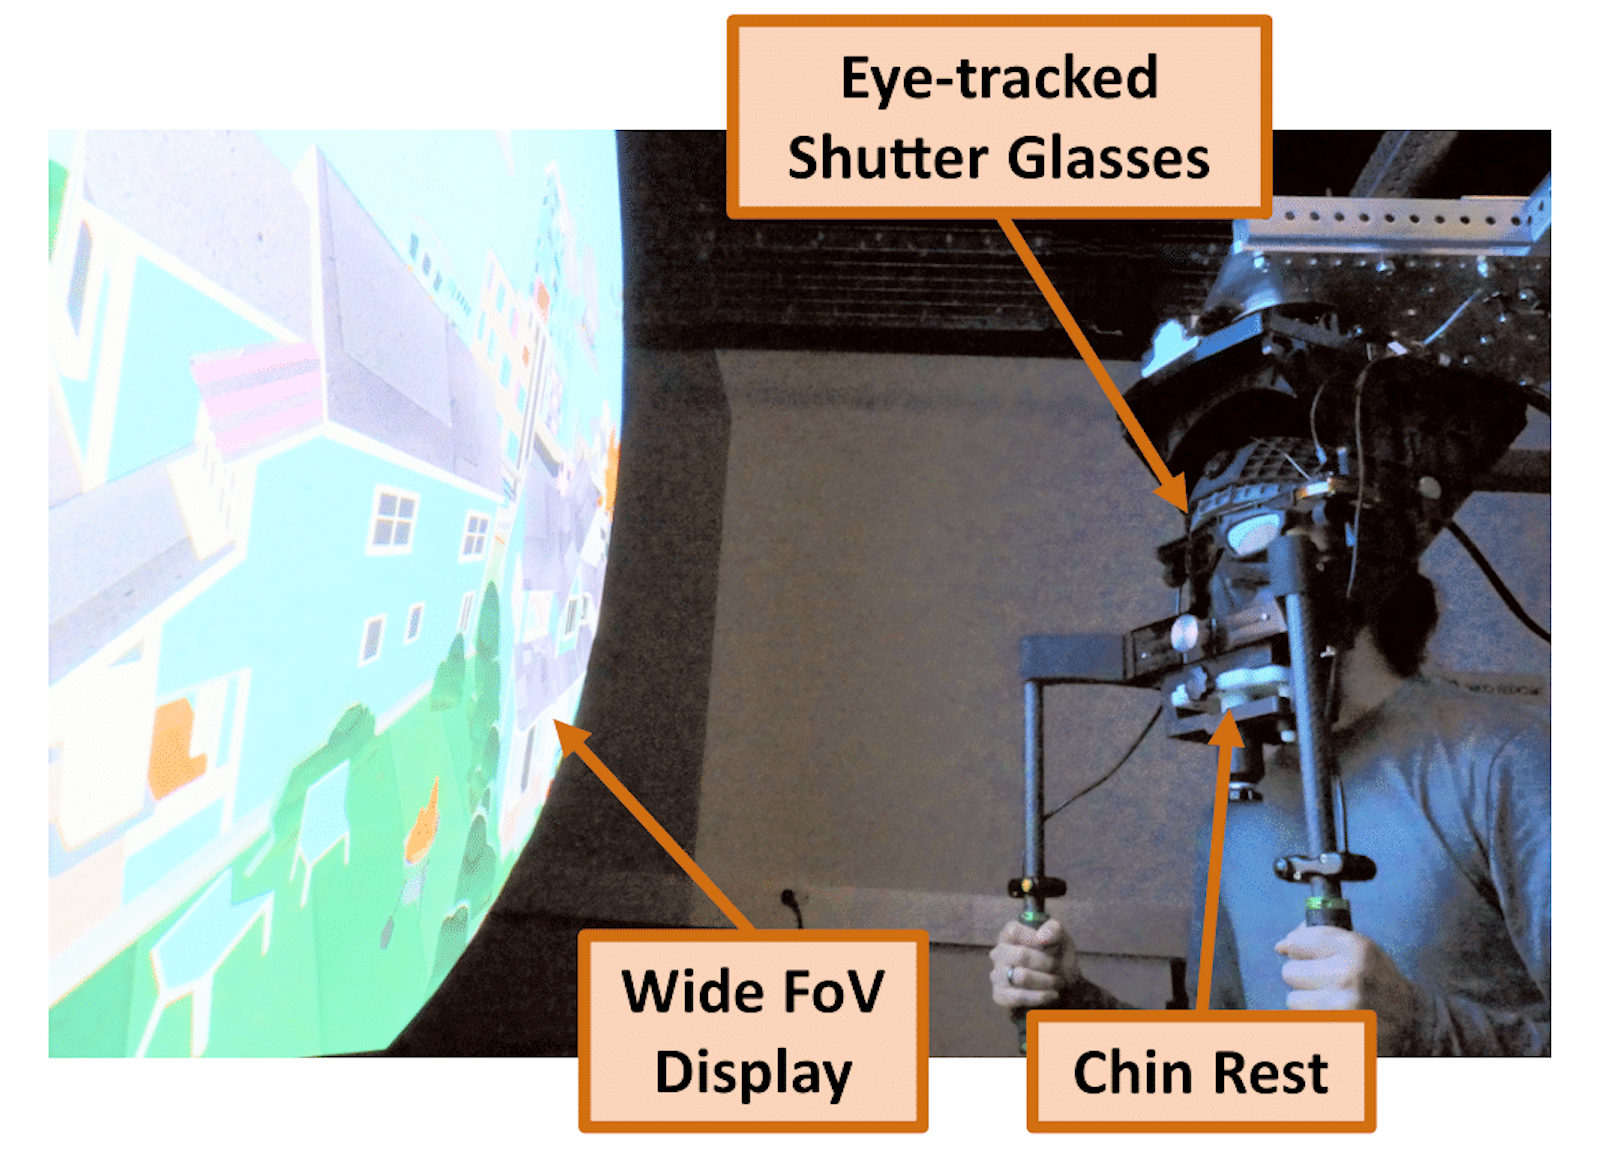 Eye-tracked
Shutter Glasses
Wide FoV
Display
Chin Rest